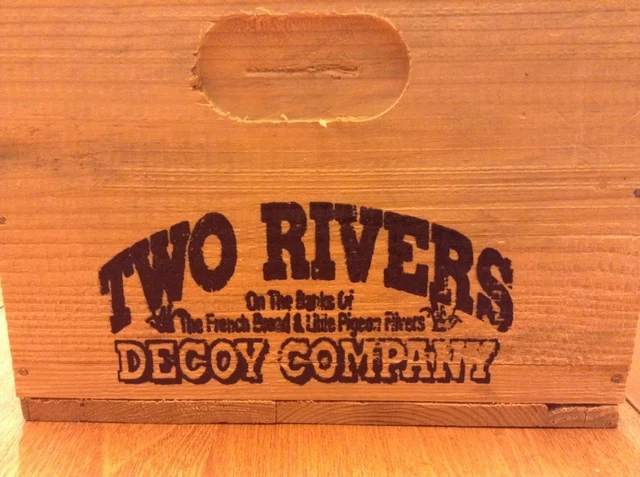 TWO RIVERS
On The Banks Of
The French Broad & Little Pigeon Rivers
DECOY COMPANY